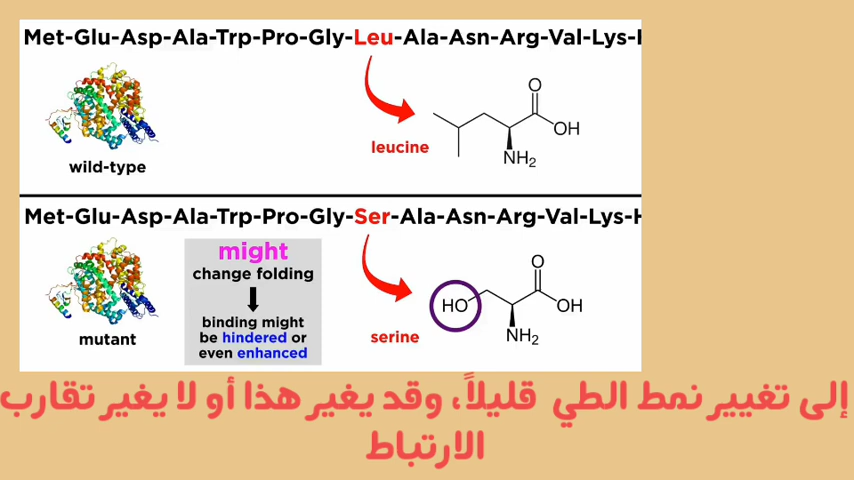 Met-Glu-Asp-Ala-Trp-Pro-Gly-Leu-Ala-Asn-Arg-Val-Lys-H
O
OH
NH₂
leucine
wild-type
Met-Glu-Asp-Ala-Trp-Pro-Gly-Ser-Ala-Asn-Arg-Val-Lys-H
might
change folding
binding might
be hindered or
even enhanced
O
HO
OH
NH₂
serine
mutant
إلى تغيير نمط الطي قليلاً، وقد يغير هذا أو لا يغير تقارب
الارتباط